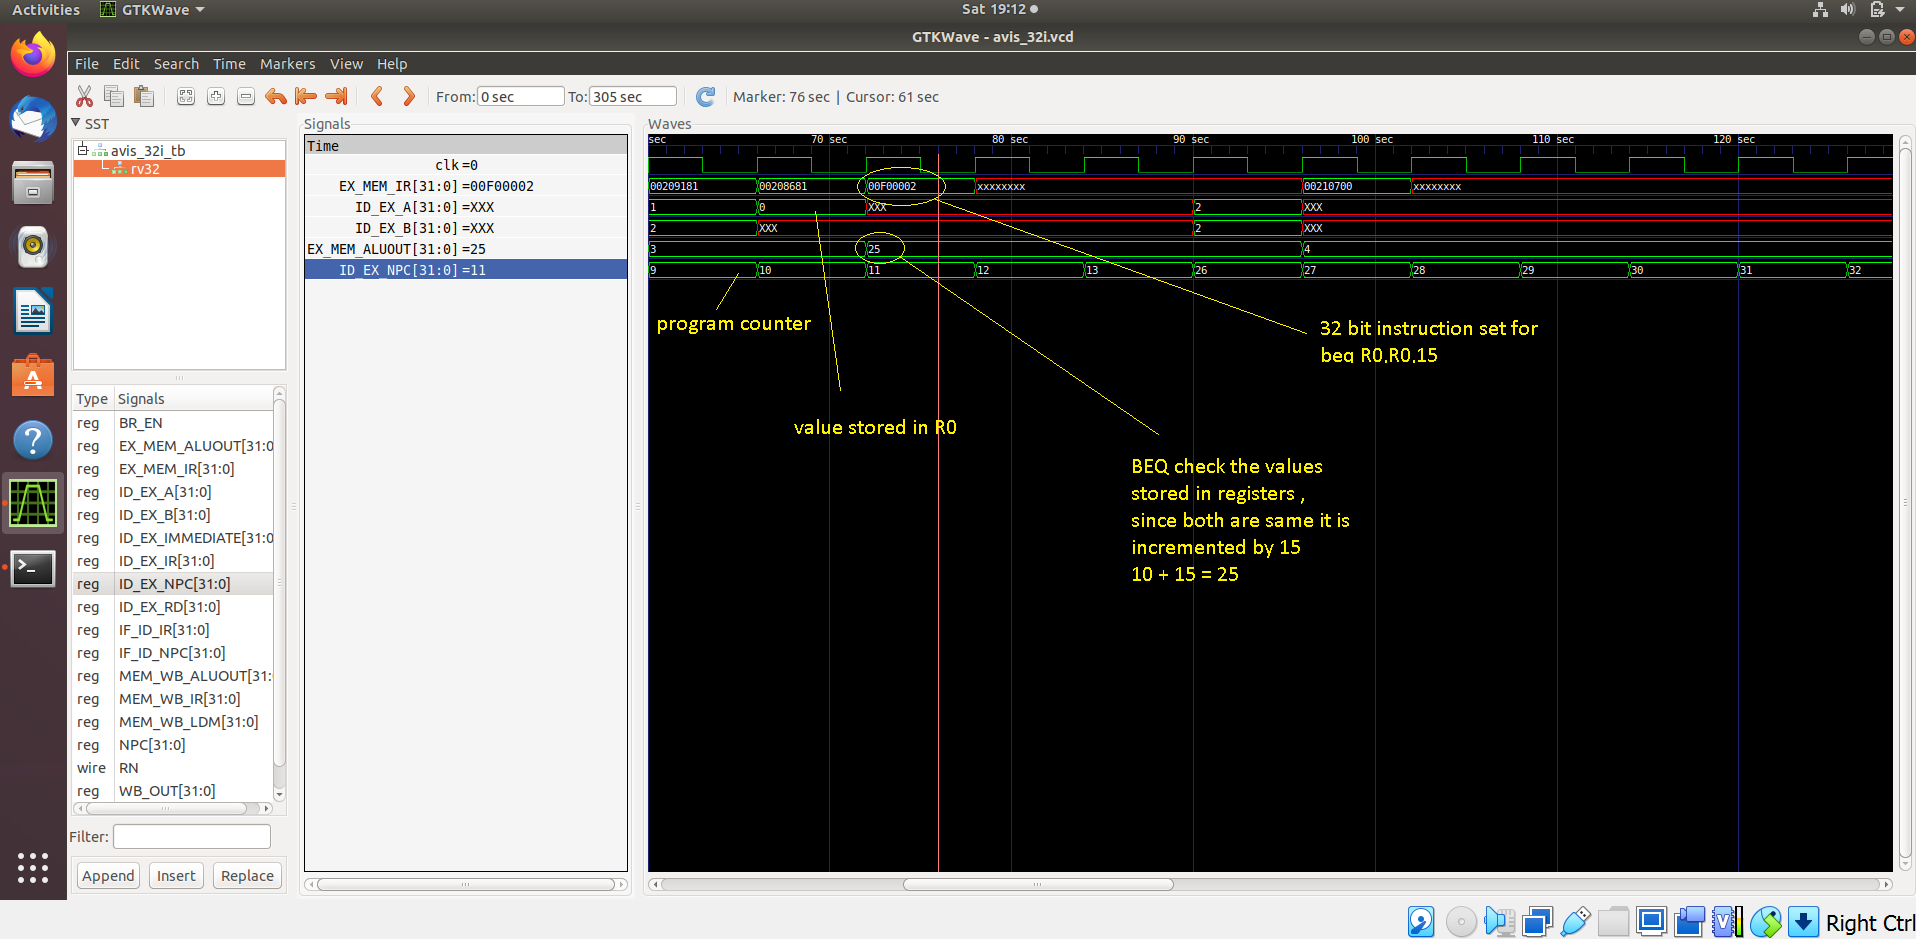 Activities
GTKWave
Sat 19:12
GTKWave - avis_32i.vcd
File Edit Search Time Markers View Help
From: 0 sec To: 305 sec Marker: 76 sec | Cursor: 61 sec
SST
avis_32i_tb
rv32
Type Signals
reg BR_EN
reg EX_MEM_ALUOUT[31:0
reg EX_MEM_IR[31:0]
reg ID_EX_A[31:0]
reg ID_EX_B[31:0]
reg ID_EX_IMMEDIATE[31:0
reg ID_EX_IR[31:0]
reg ID_EX_NPC[31:0]
reg ID_EX_RD[31:0]
reg IF_ID_IR[31:0]
reg IF_ID_NPC[31:0]
reg MEM_WB_ALUOUT[31:
reg MEM_WB_IR[31:0]
reg MEM_WB_LDM[31:0]
reg NPC[31:0]
wire RN
reg WB_OUT[31:0]
Filter:
Append Insert Replace
Signals
Time
clk =0
EX_MEM_IR[31:0] =00F00002
ID_EX_A[31:0] =XXX
ID_EX_B[31:0] =XXX
EX_MEM_ALUOUT[31:0] =25
ID_EX_NPC[31:0] =11
Waves
sec 70 sec 80 sec 90 sec 100 sec 110 sec 120 sec
00209181 00208681 00F00002 xxxxxxxx 00210700 xxxxxxxx
1 0 XXX 2 XXX
2 XXX 2 XXX
3 25 4
9 10 11 12 13 26 27 28 29 30 31 32
program counter
value stored in R0
32 bit instruction set for
beq R0,R0,15
BEQ check the values
stored in registers ,
since both are same it is
incremented by 15
10 + 15 = 25
Right Ctrl